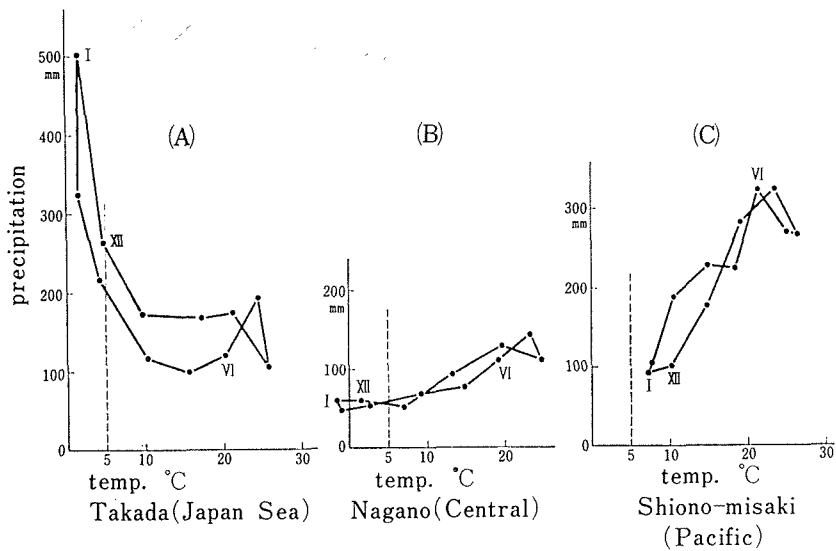 500
mm
400
300
200
100
0
precipitation
I
XII
VI
(A)
5
10
20
30
temp. °C
Takada(Japan Sea)
(B)
200
mm
100
0
I
XII
VI
5
10
20
temp. °C
Nagano(Central)
(C)
300
mm
200
100
0
VI
I
XII
5
10
20
30
temp. °C
Shiono-misaki
(Pacific)